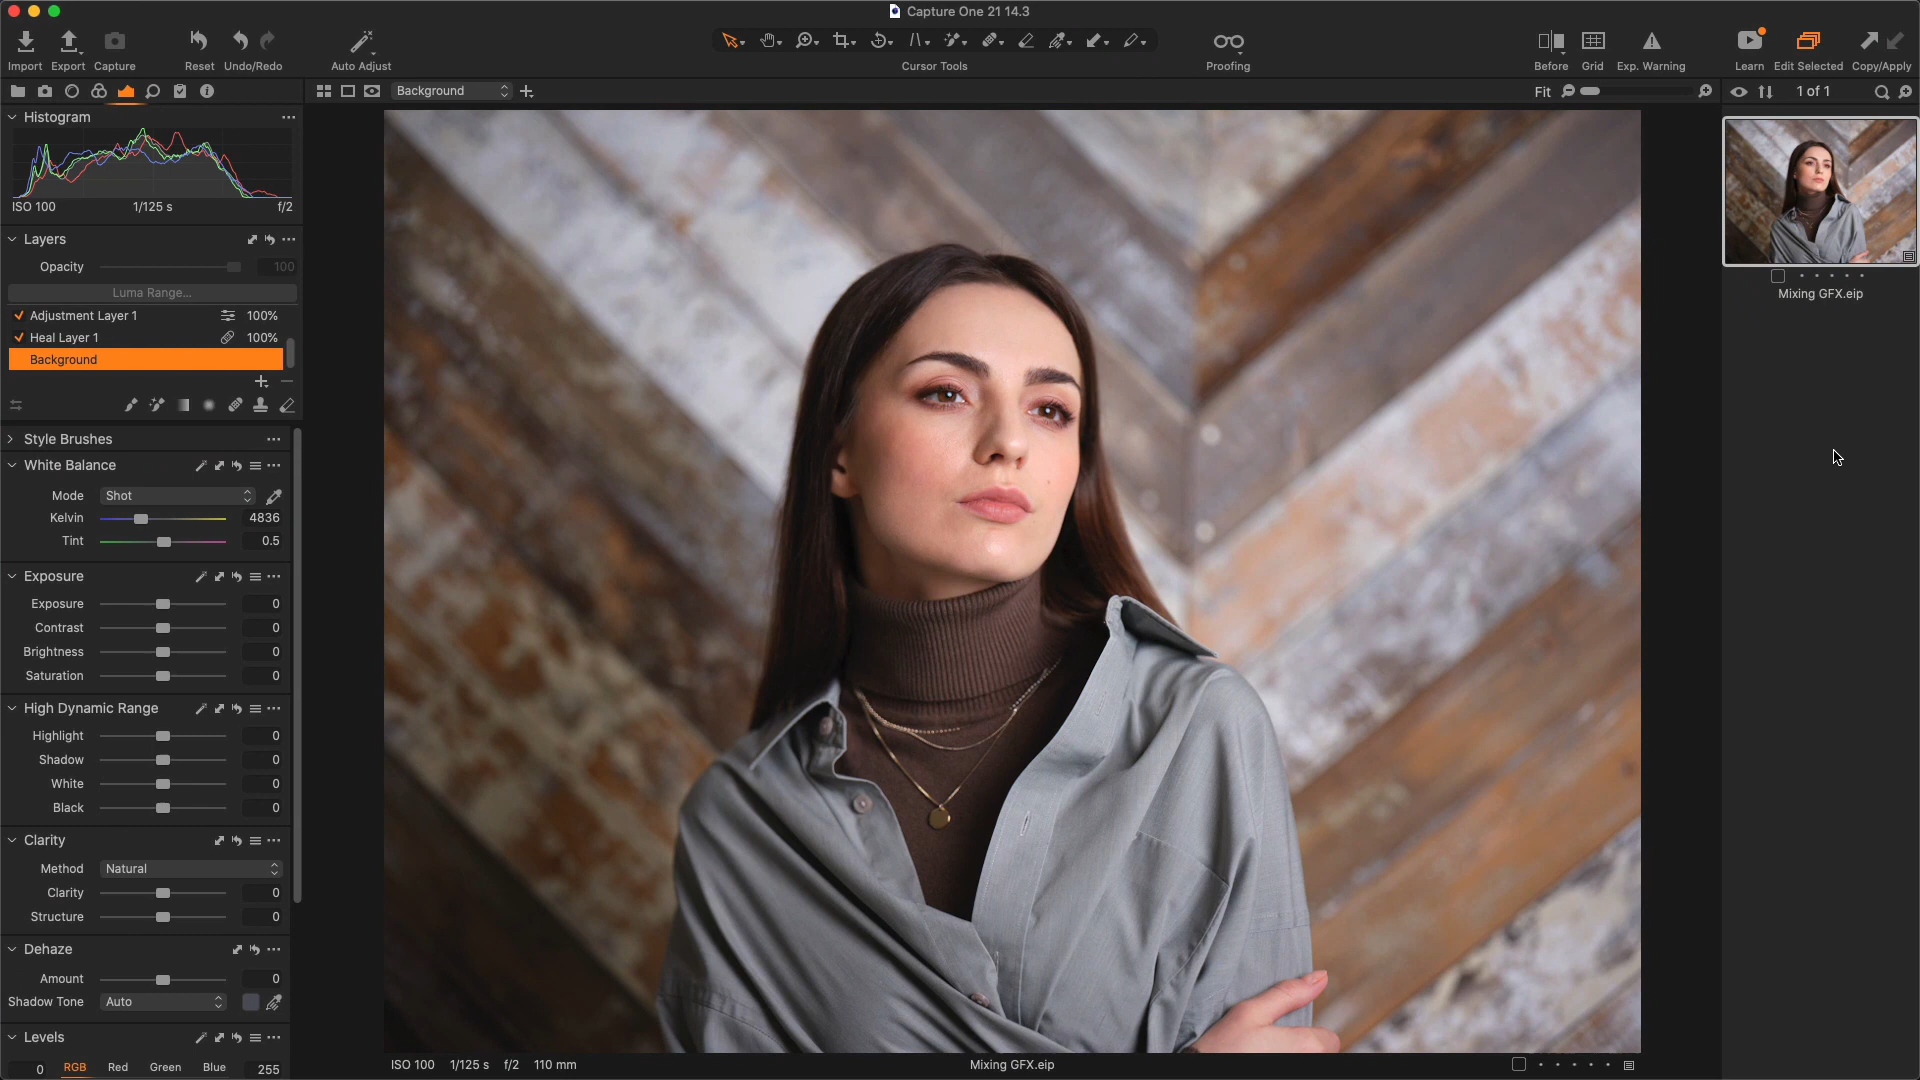 Capture One 21 14.3
Import Export Capture Reset Undo/Redo Auto Adjust Cursor Tools Proofing Before Grid Exp. Warning Learn Edit Selected Copy/Apply
Background Fit 1 of 1
Histogram
ISO 100 1/125 s f/2
Layers
Opacity 100
Luma Range...
Adjustment Layer 1 100%
Heal Layer 1 100%
Background
Style Brushes
White Balance
Mode Shot
Kelvin 4836
Tint 0.5
Exposure
Exposure 0
Contrast 0
Brightness 0
Saturation 0
High Dynamic Range
Highlight 0
Shadow 0
White 0
Black 0
Clarity
Method Natural
Clarity 0
Structure 0
Dehaze
Amount 0
Shadow Tone Auto
Levels
0 RGB Red Green Blue 255
ISO 100 1/125 s f/2 110 mm Mixing GFX.eip
Mixing GFX.eip